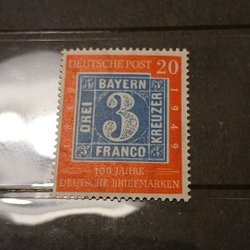 DEUTSCHE POST 20
1849
BAYERN
DREI
3
KREUZER
FRANCO
1949
100 JAHRE
DEUTSCHE BRIEFMARKEN